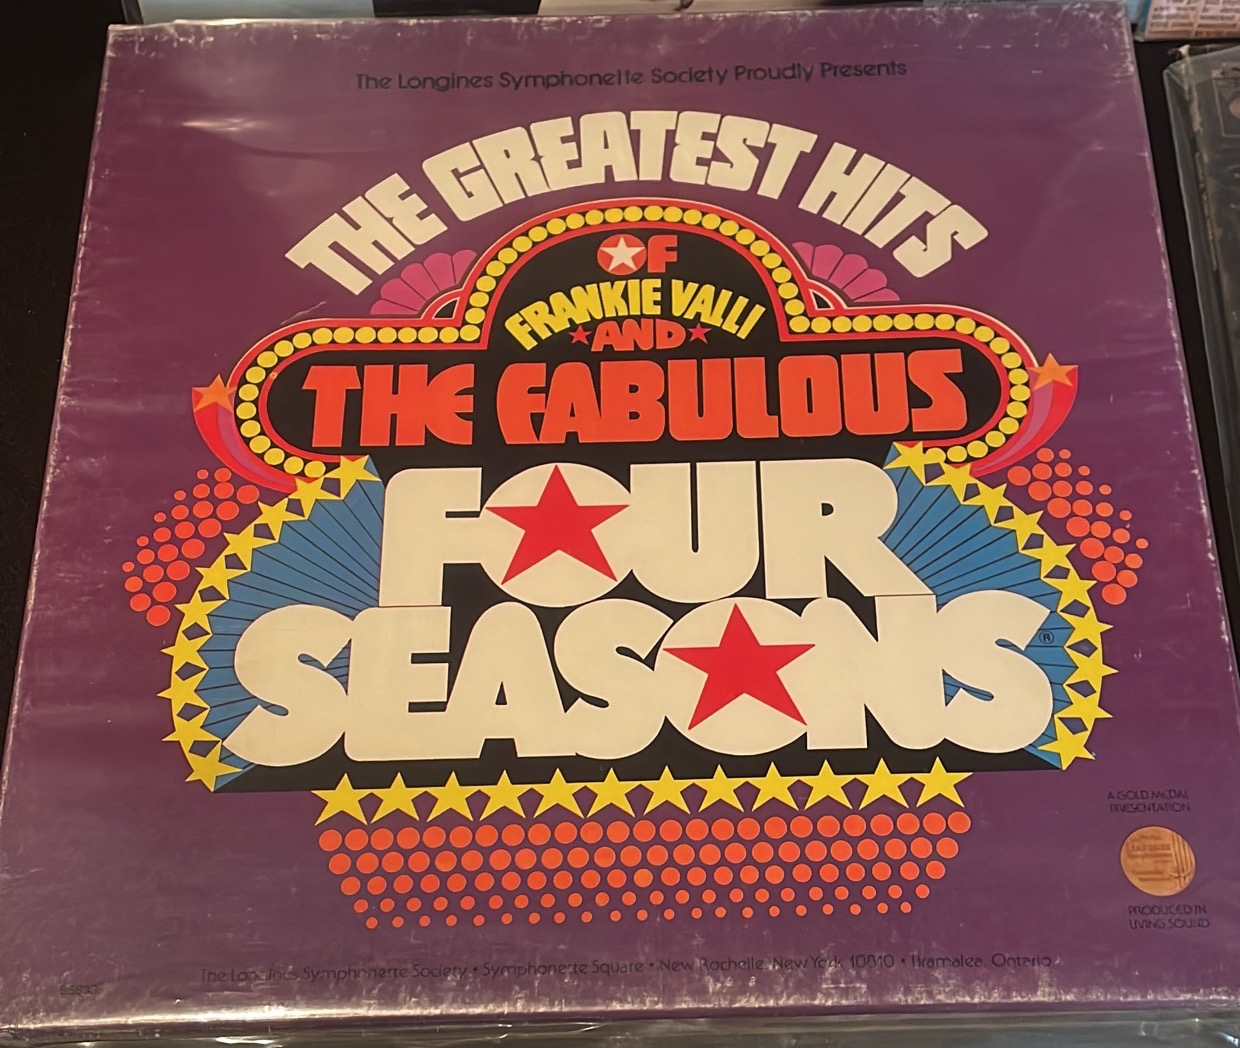 The Longines Symphonette Society Proudly Presents
THE GREATEST HITS
OF
FRANKIE VALLI
AND
THE FABULOUS
FOUR
SEASONS
®
A GOLD MEDAL
PRESENTATION
PRODUCED IN
LIVING SOUND
The Longines Symphonette Society • Symphonette Square • New Rochelle, New York 10810 • Bramalea, Ontario